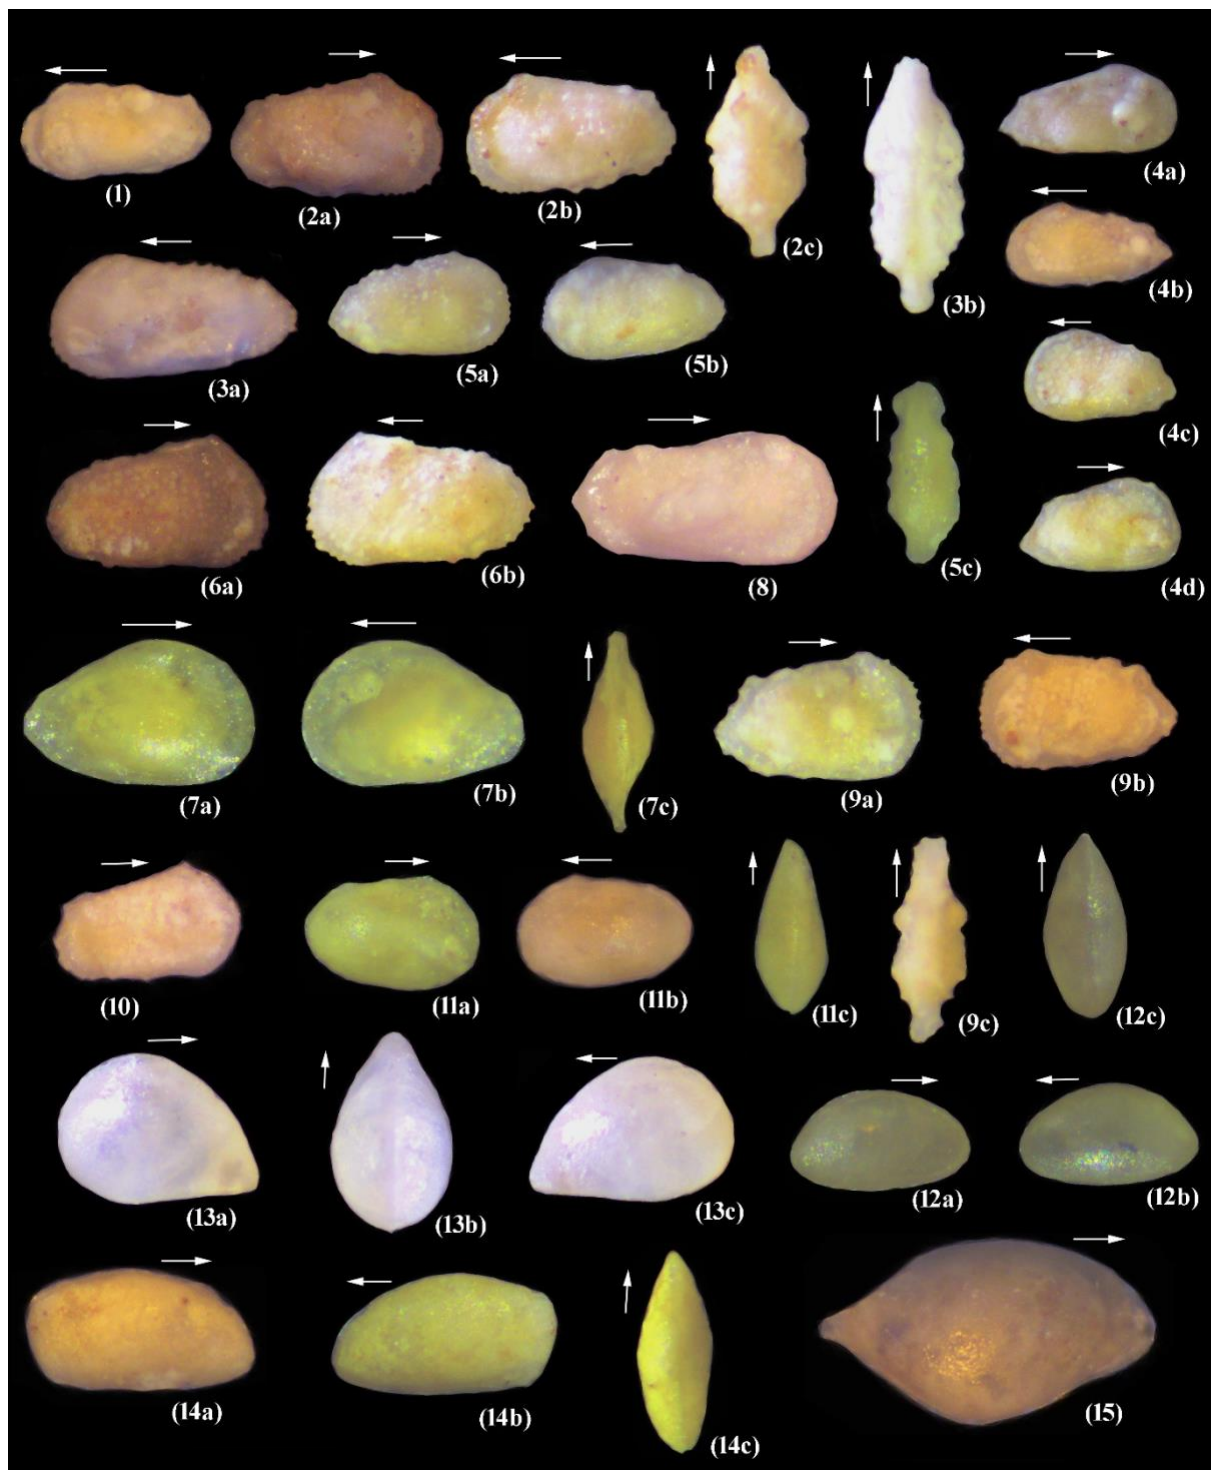 (1)
(2a)
(2b)
(2c)
(3b)
(4a)
(4b)
(3a)
(5a)
(5b)
(4c)
(6a)
(6b)
(8)
(5c)
(4d)
(7a)
(7b)
(7c)
(9a)
(9b)
(10)
(11a)
(11b)
(11c)
(9c)
(12c)
(13a)
(13b)
(13c)
(12a)
(12b)
(14a)
(14b)
(14c)
(15)